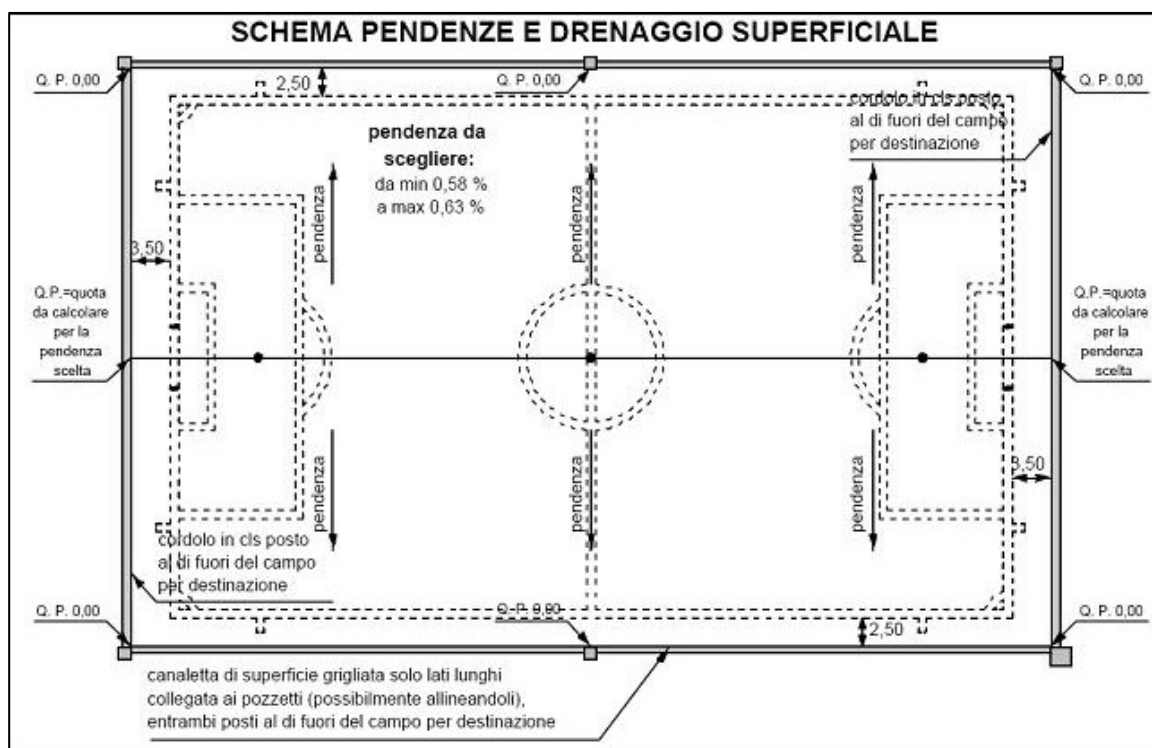 SCHEMA PENDENZE E DRENAGGIO SUPERFICIALE
Q. P. 0,00
2,50
Q. P. 0,00
Q. P. 0,00
cordolo in cls posto
al di fuori del campo
per destinazione
pendenza da
scegliere:
da min 0,58 %
a max 0,63 %
pendenza
pendenza
pendenza
3,50
Q.P.=quota
da calcolare
per la
pendenza
scelta
Q.P.=quota
da calcolare
per la
pendenza
scelta
pendenza
pendenza
pendenza
3,50
cordolo in cls posto
al di fuori del campo
per destinazione
Q. P. 0,00
Q. P. 0,00
2,50
Q. P. 0,00
canaletta di superficie grigliata solo lati lunghi
collegata ai pozzetti (possibilmente allineandoli),
entrambi posti al di fuori del campo per destinazione